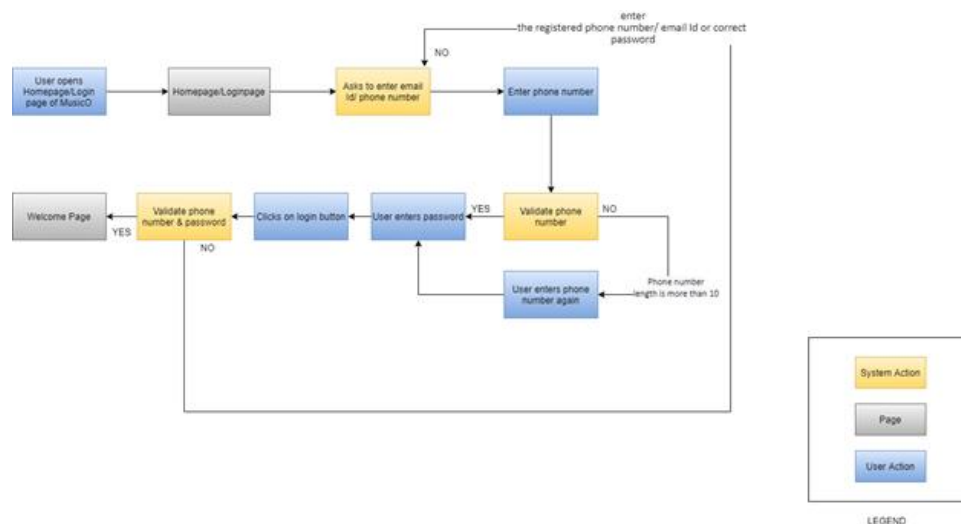 enter
the registered phone number/ email Id or correct
password
NO
User opens
Homepage/Login
page of MusicO
Homepage/Loginpage
Asks to enter email
Id/ phone number
Enter phone number
Welcome Page
YES
Validate phone
number & password
NO
Clicks on login button
User enters password
YES
Validate phone
number
NO
Phone number
length is more than 10
User enters phone
number again
System Action
Page
User Action
LEGEND